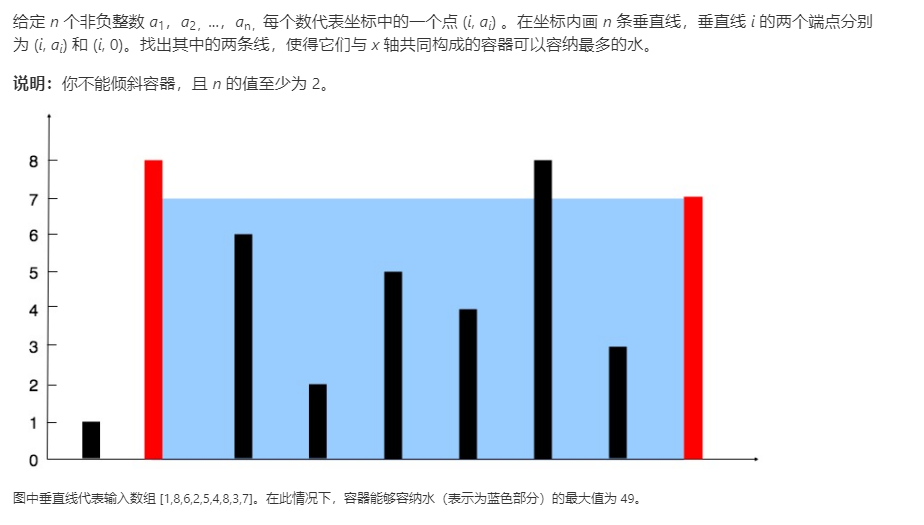 给定 n 个非负整数 a1，a2，...，an，每个数代表坐标中的一个点 (i, ai) 。在坐标内画 n 条垂直线，垂直线 i 的两个端点分别
为 (i, ai) 和 (i, 0)。找出其中的两条线，使得它们与 x 轴共同构成的容器可以容纳最多的水。
说明：你不能倾斜容器，且 n 的值至少为 2。
8
7
6
5
4
3
2
1
0
图中垂直线代表输入数组 [1,8,6,2,5,4,8,3,7]。在此情况下，容器能够容纳水（表示为蓝色部分）的最大值为 49。